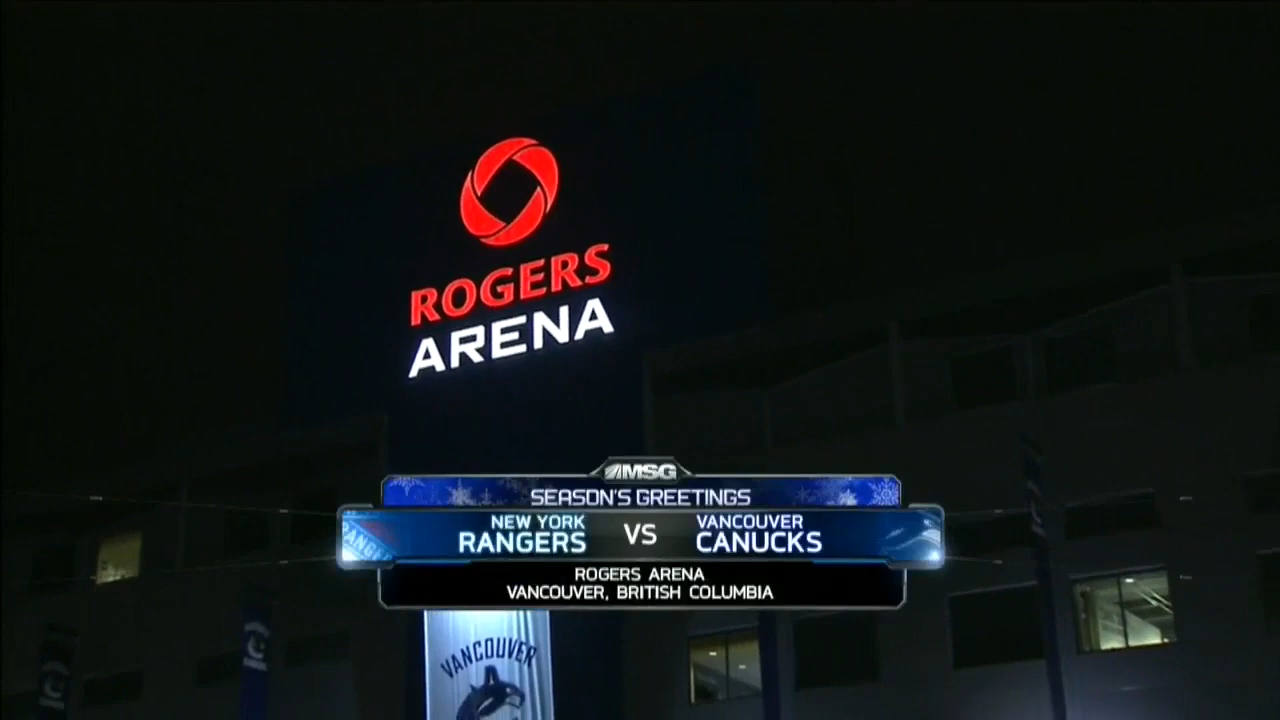 ROGERS
ARENA
MSG
SEASON'S GREETINGS
NEW YORK
RANGERS
VS
VANCOUVER
CANUCKS
ROGERS ARENA
VANCOUVER, BRITISH COLUMBIA
VANCOUVER